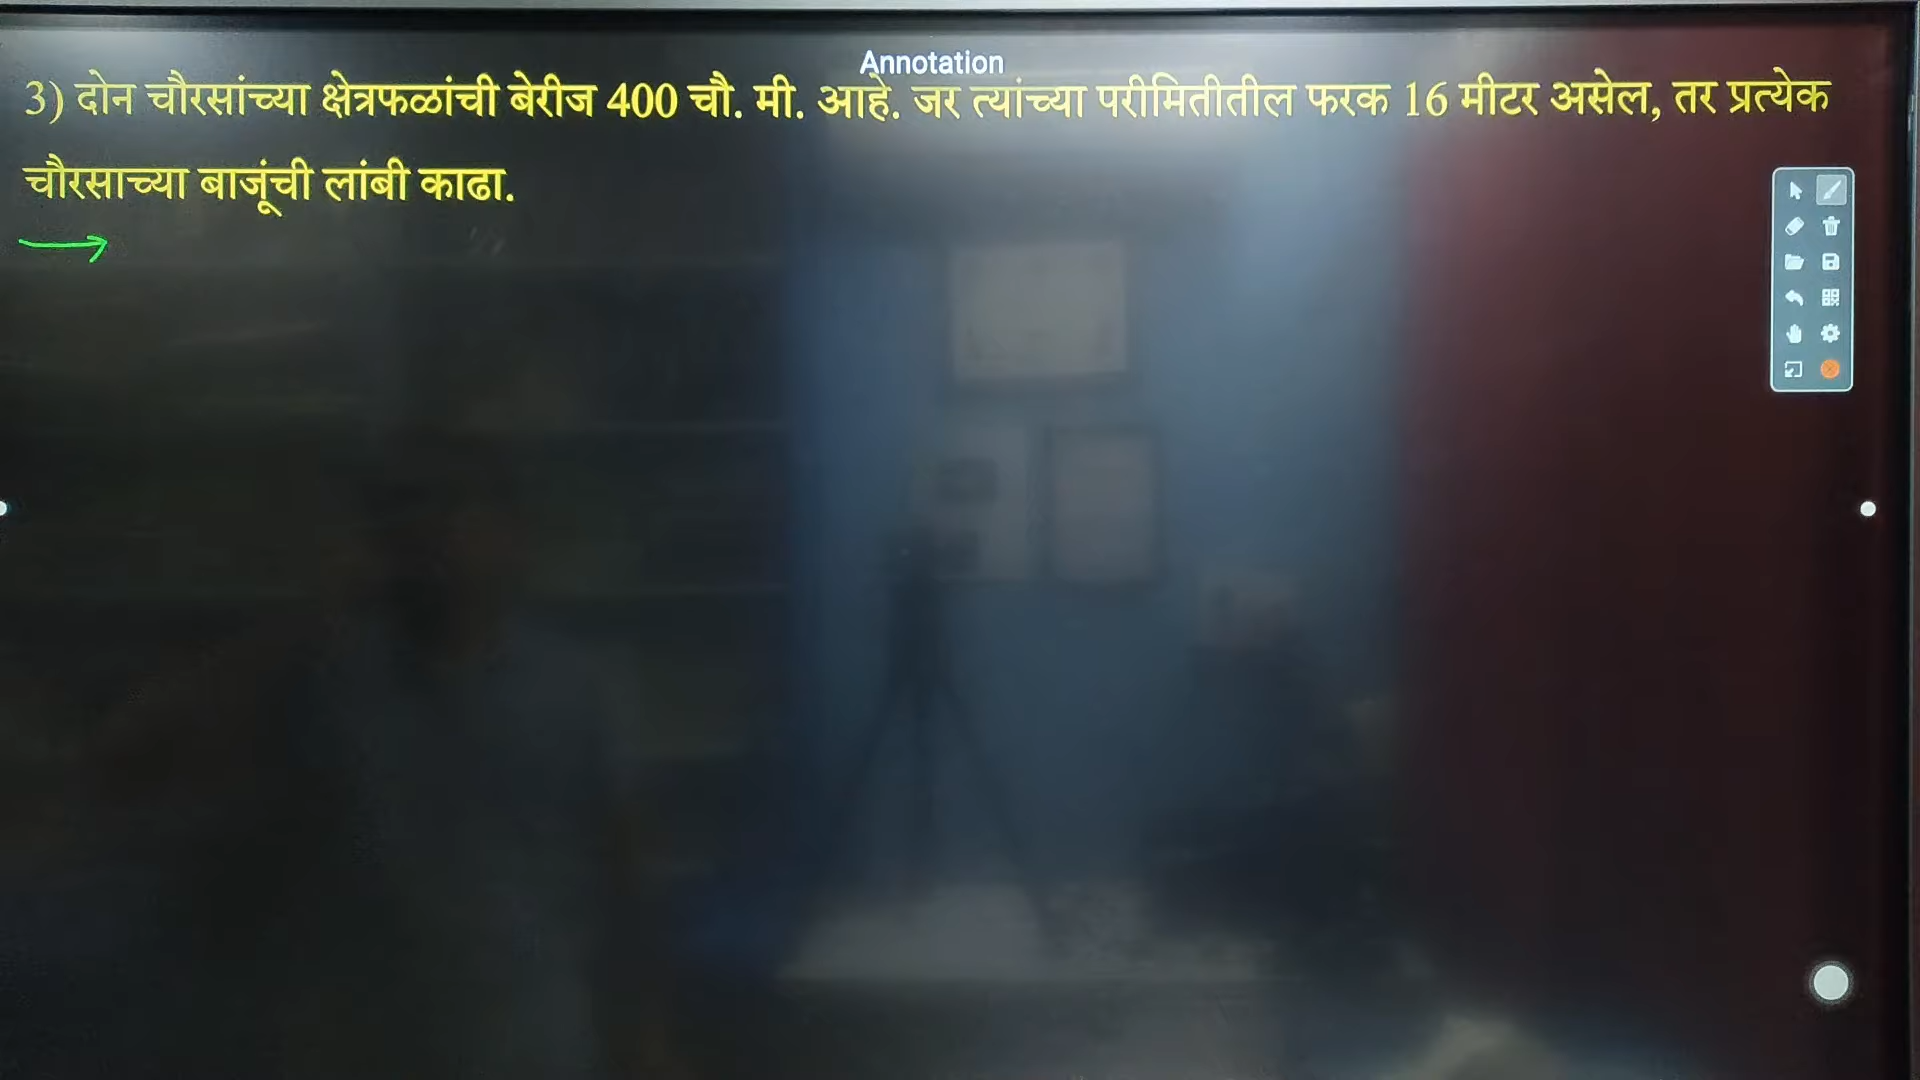 Annotation
3) दोन चौरसांच्या क्षेत्रफळांची बेरीज 400 चौ. मी. आहे. जर त्यांच्या परीमितीतील फरक 16 मीटर असेल, तर प्रत्येक
चौरसाच्या बाजूंची लांबी काढा.